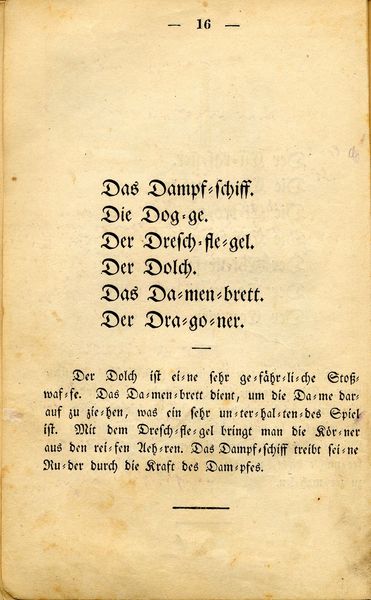 — 16 —
Das Dampf⸗schiff.
Die Dog⸗ge.
Der Dresch⸗fle⸗gel.
Der Dolch.
Das Da⸗men⸗brett.
Der Dra⸗go⸗ner.
Der Dolch ist ei⸗ne sehr ge⸗fähr⸗li⸗che Stoß⸗
waf⸗fe. Das Da⸗men⸗brett dient, um die Da⸗me dar⸗
auf zu zie⸗hen, was ein sehr un⸗ter⸗hal⸗ten⸗des Spiel
ist. Mit dem Dresch⸗fle⸗gel bringt man die Kör⸗ner
aus den rei⸗fen Aeh⸗ren. Das Dampf⸗schiff treibt sei⸗ne
Ru⸗der durch die Kraft des Dam⸗pfes.